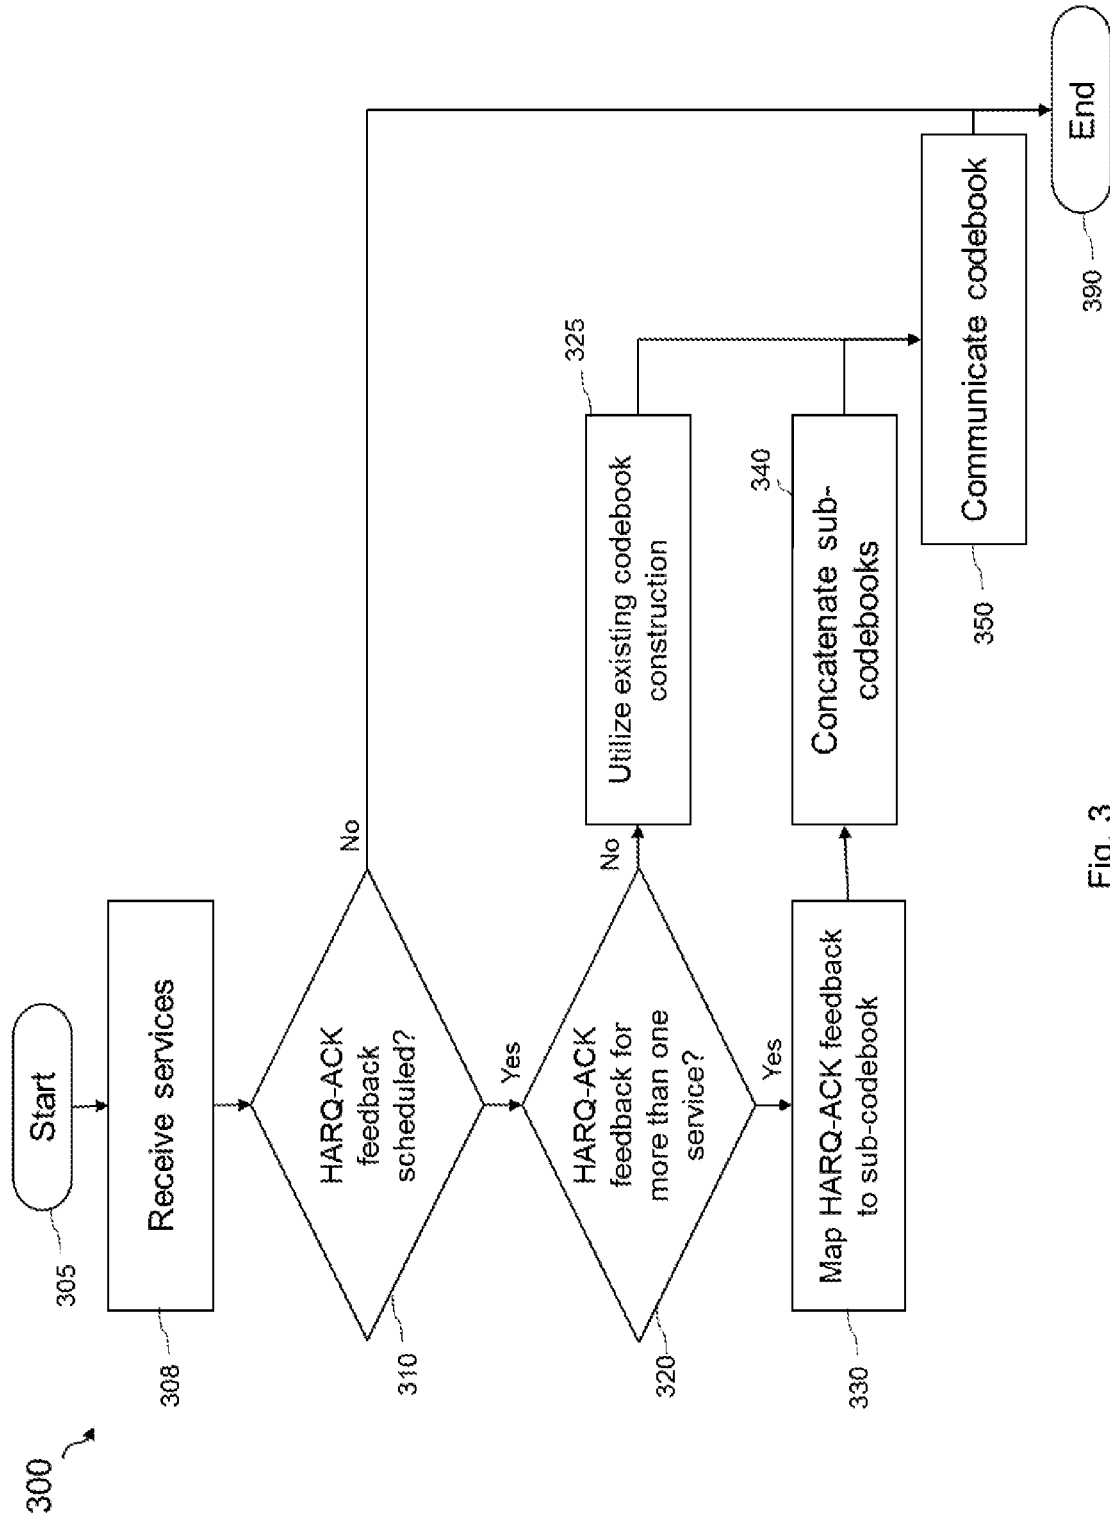 300
Start
305
Receive services
308
HARQ-ACK
feedback
scheduled?
310
No
Yes
HARQ-ACK
feedback for
more than one
service?
320
No
Yes
Utilize existing codebook
construction
325
Map HARQ-ACK feedback
to sub-codebook
330
Concatenate sub-
codebooks
340
Communicate codebook
350
End
390
Fig. 3